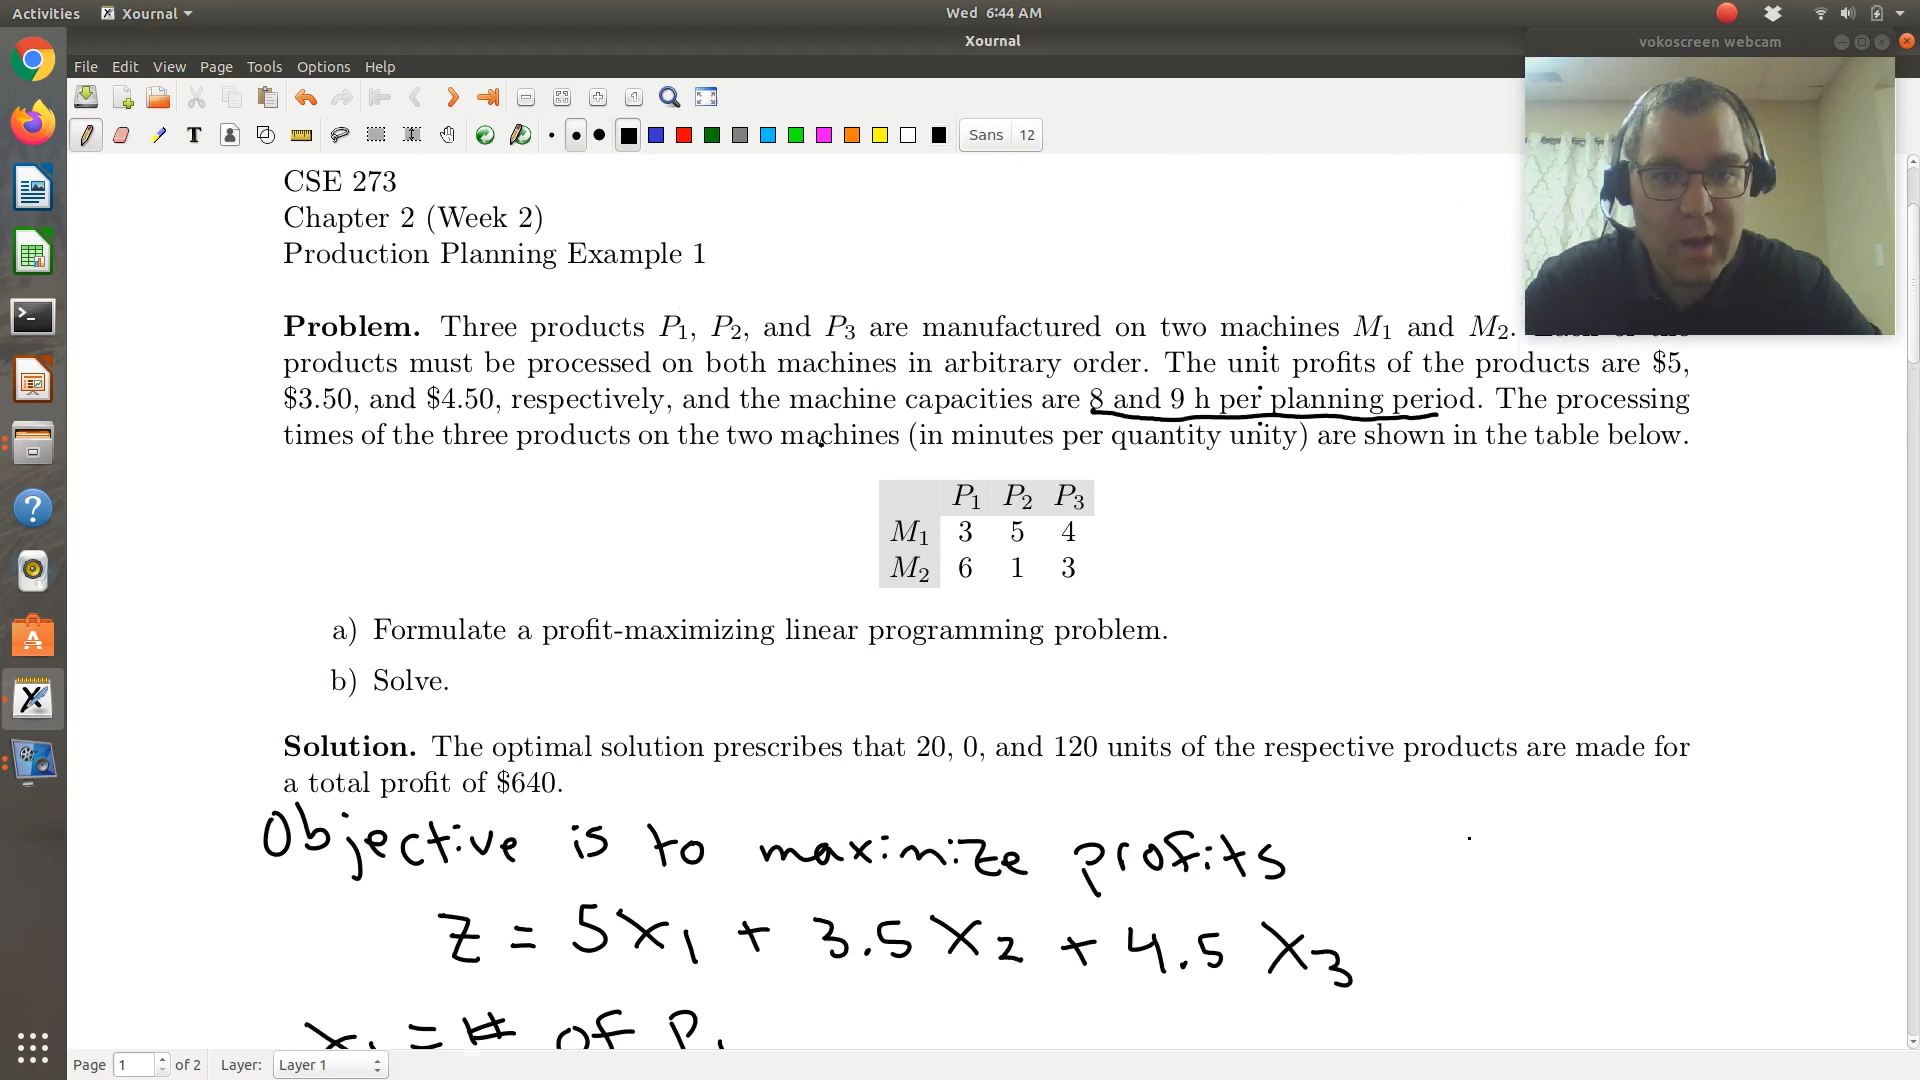 Activities Xournal Wed 6:44 AM
Xournal
vokoscreen webcam
File Edit View Page Tools Options Help
Sans 12
CSE 273
Chapter 2 (Week 2)
Production Planning Example 1
Problem. Three products P1, P2, and P3 are manufactured on two machines M1 and M2.
products must be processed on both machines in arbitrary order. The unit profits of the products are $5,
$3.50, and $4.50, respectively, and the machine capacities are 8 and 9 h per planning period. The processing
times of the three products on the two machines (in minutes per quantity unity) are shown in the table below.
P1 P2 P3
M1 3 5 4
M2 6 1 3
a) Formulate a profit-maximizing linear programming problem.
b) Solve.
Solution. The optimal solution prescribes that 20, 0, and 120 units of the respective products are made for
a total profit of $640.
Objective is to maximize profits
z = 5x1 + 3.5x2 + 4.5x3
x1 = # of P1
Page 1 of 2 Layer: Layer 1